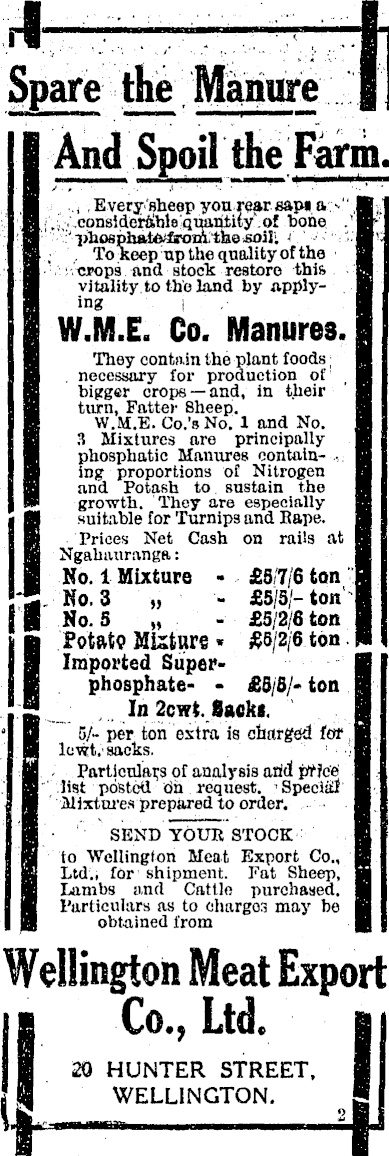 Spare the Manure
And Spoil the Farm.
Every sheep you rear saps a
considerable quantity of bone
phosphate from the soil.
To keep up the quality of the
crops and stock restore this
vitality to the land by apply-
ing
W.M.E. Co. Manures.
They contain the plant foods
necessary for production of
bigger crops — and, in their
turn, Fatter Sheep.
W.M.E. Co.'s No. 1 and No.
3 Mixtures are principally
phosphatic Manures contain-
ing proportions of Nitrogen
and Potash to sustain the
growth. They are especially
suitable for Turnips and Rape.
Prices Net Cash on rails at
Ngahauranga:
No. 1 Mixture - £5/7/6 ton
No. 3 „ - £5/5/- ton
No. 5 „ - £5/2/6 ton
Potato Mixture - £5/2/6 ton
Imported Super-
phosphate- - £5/5/- ton
In 2cwt. Sacks.
5/- per ton extra is charged for
1cwt. sacks.
Particulars of analysis and price
list posted on request. Special
Mixtures prepared to order.
SEND YOUR STOCK
to Wellington Meat Export Co.,
Ltd., for shipment. Fat Sheep,
Lambs and Cattle purchased.
Particulars as to charges may be
obtained from
Wellington Meat Export
Co., Ltd.
20 HUNTER STREET,
WELLINGTON.
2